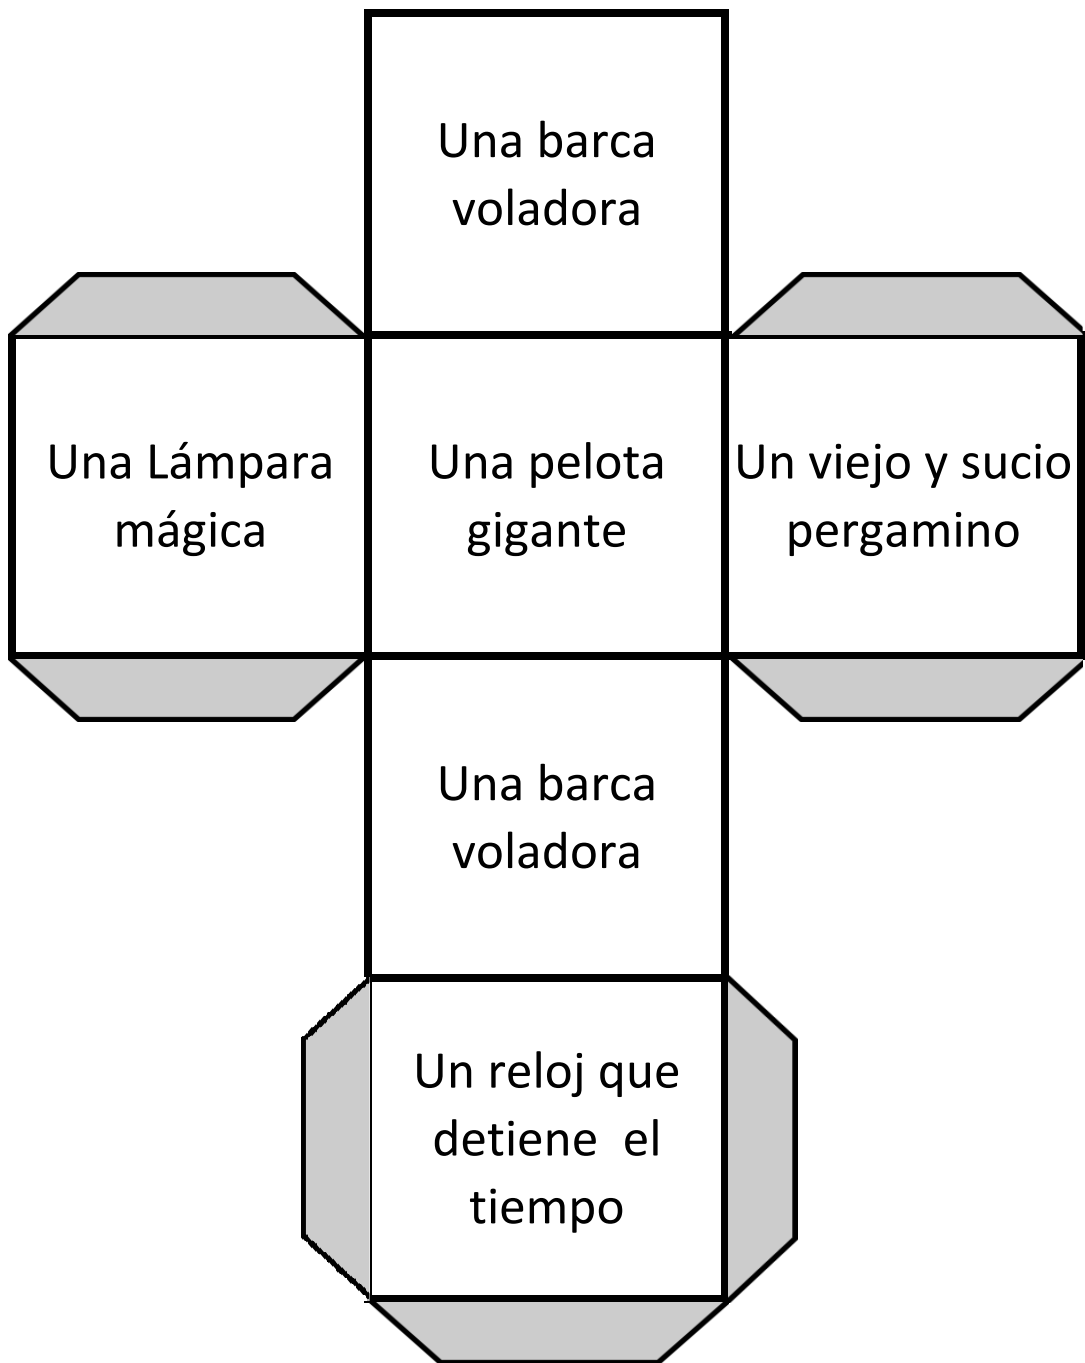 Una barca
voladora
Una Lámpara
mágica
Una pelota
gigante
Un viejo y sucio
pergamino
Una barca
voladora
Un reloj que
detiene  el
tiempo